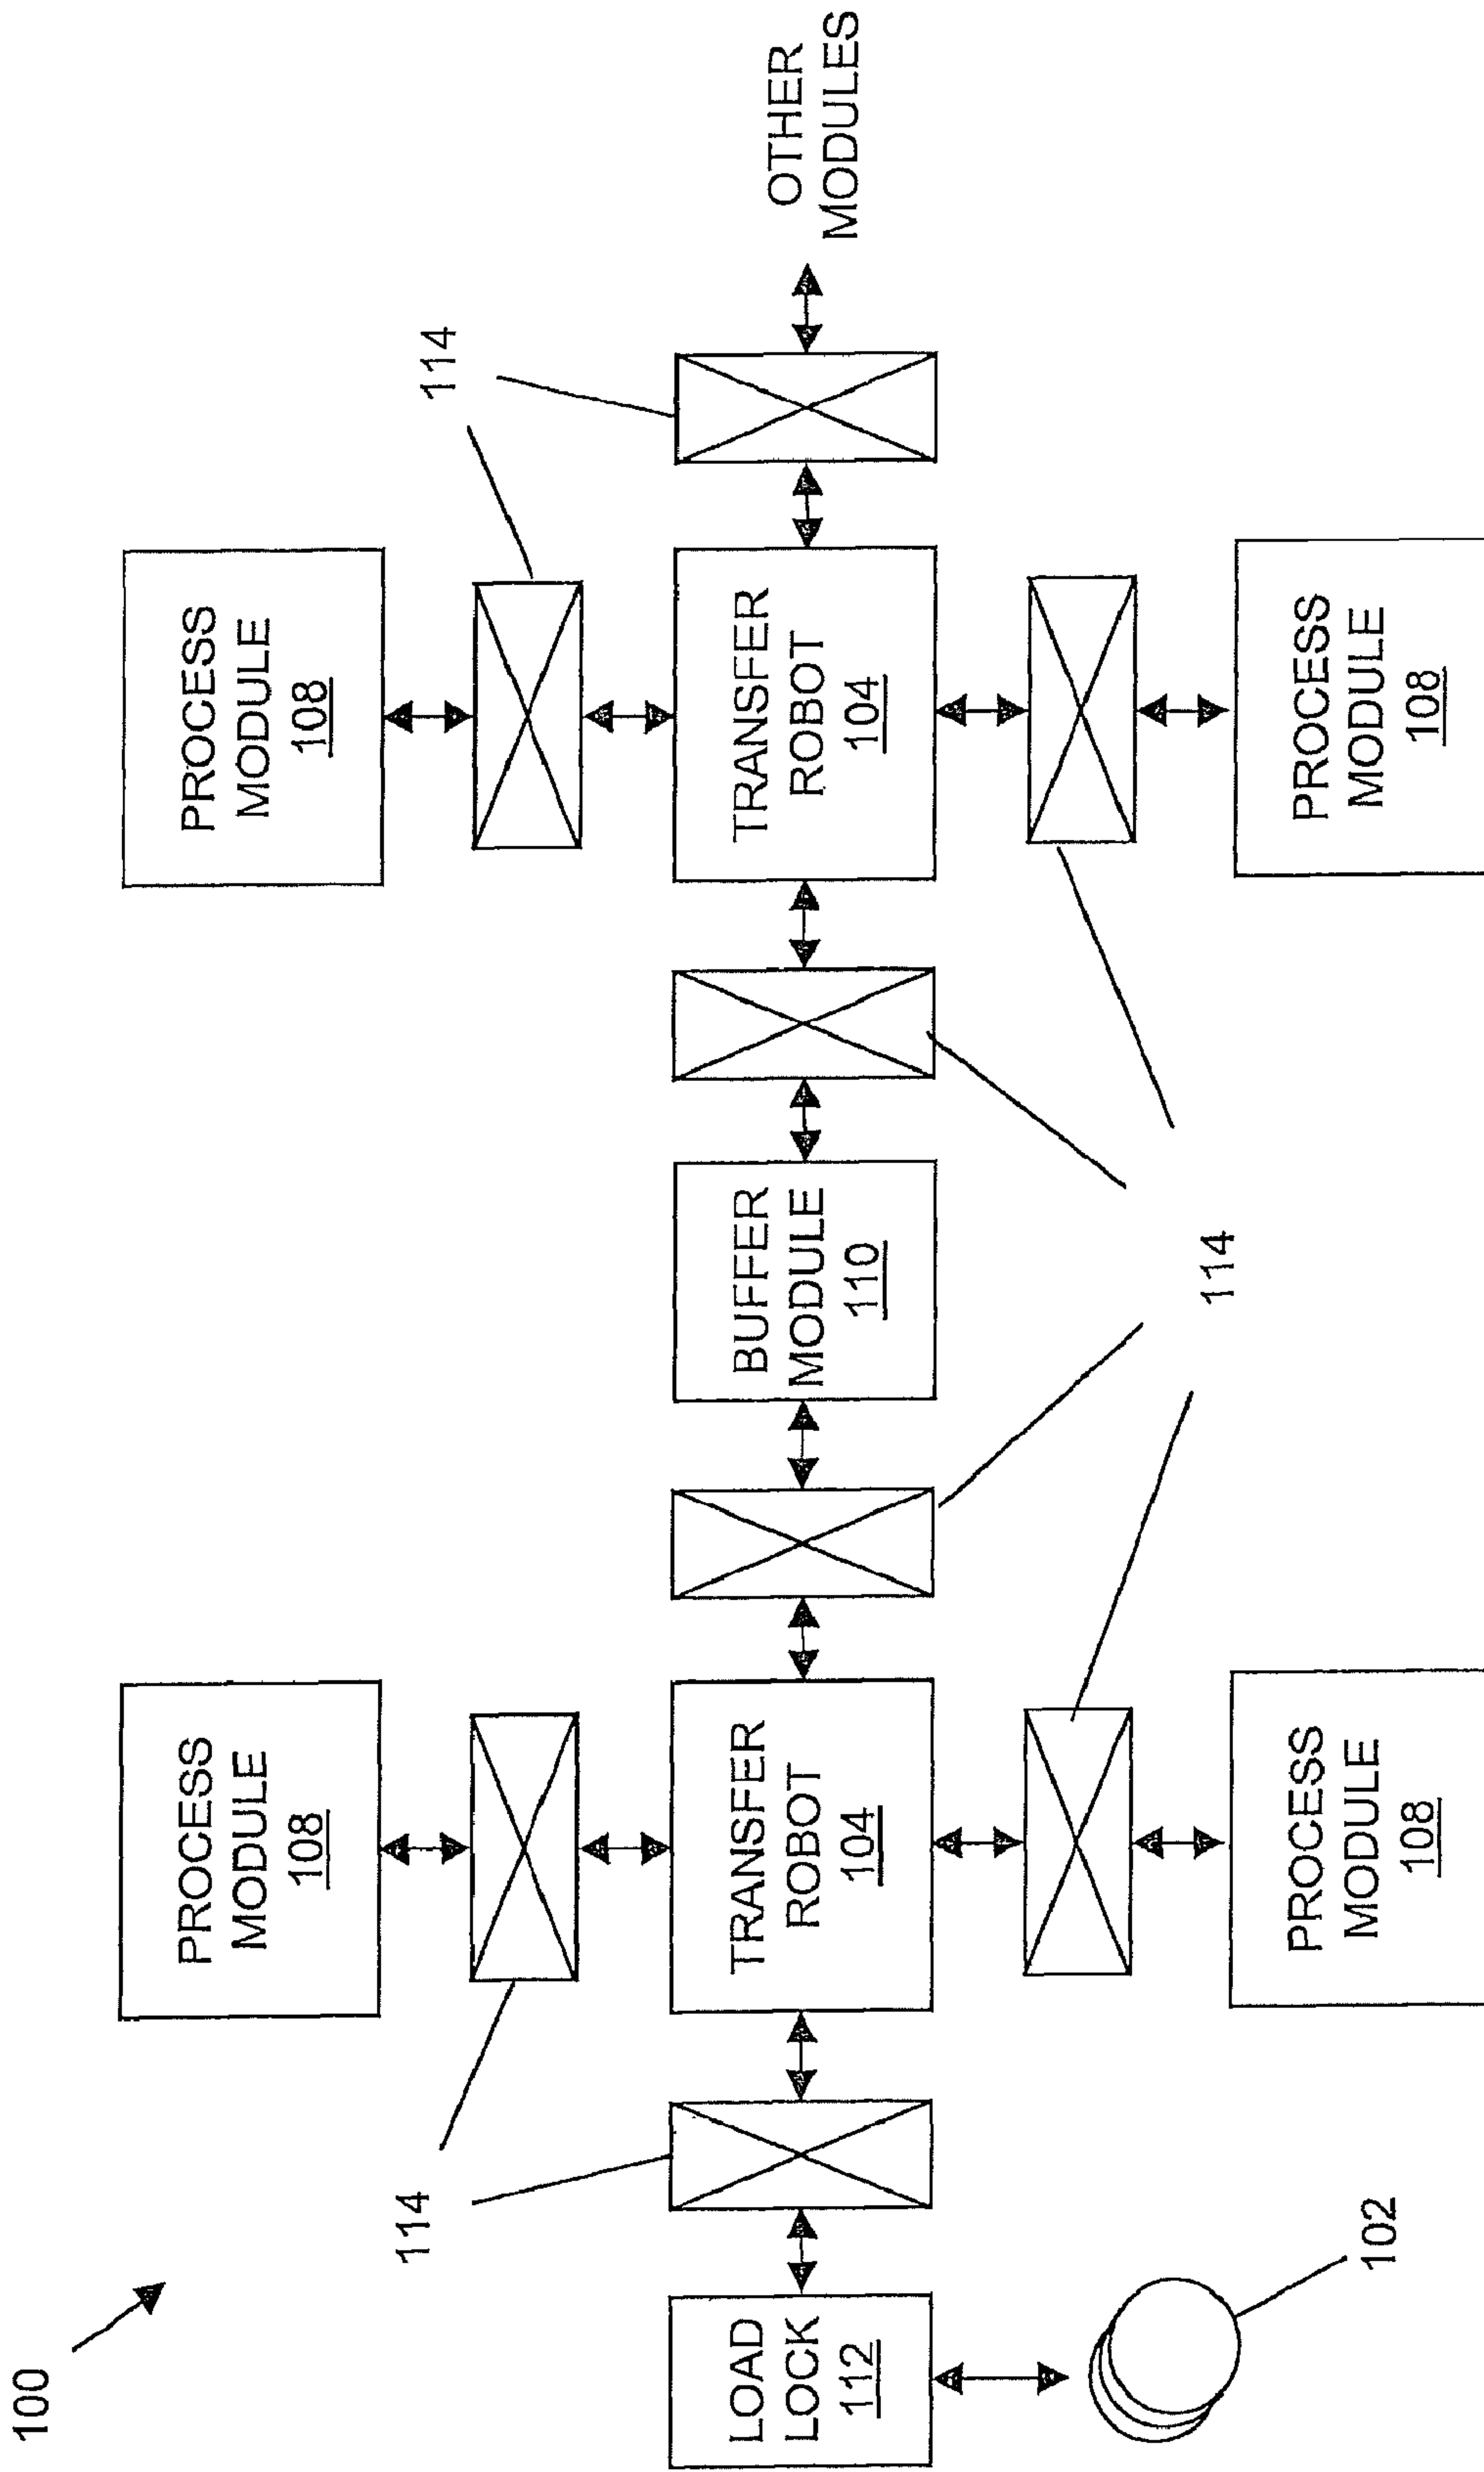 100
114
114
PROCESS
MODULE
108
PROCESS
MODULE
108
LOAD
LOCK
112
TRANSFER
ROBOT
104
BUFFER
MODULE
110
TRANSFER
ROBOT
104
OTHER
MODULES
102
114
PROCESS
MODULE
108
PROCESS
MODULE
108